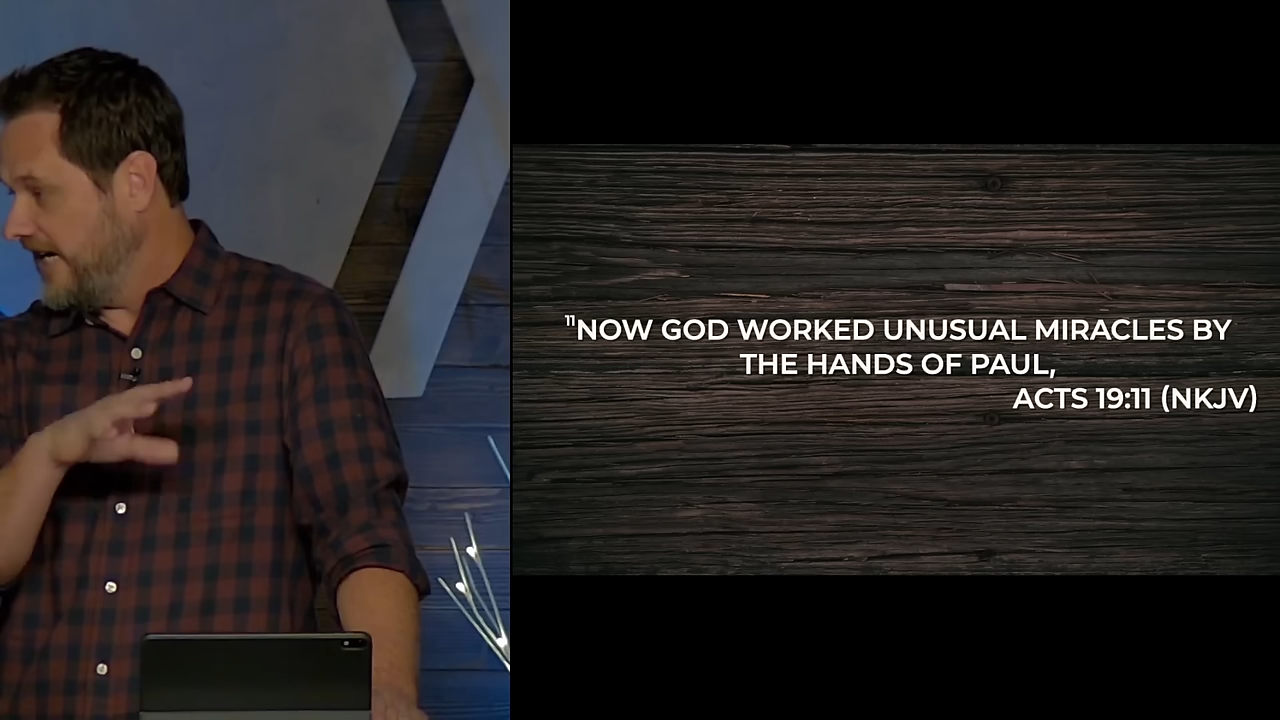 ¹¹NOW GOD WORKED UNUSUAL MIRACLES BY
THE HANDS OF PAUL,
ACTS 19:11 (NKJV)